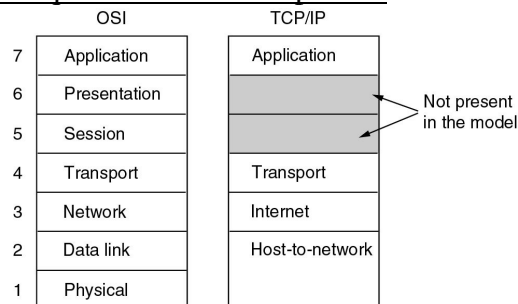 OSI TCP/IP
7 Application Application
6 Presentation
5 Session
Not present
in the model
4 Transport Transport
3 Network Internet
2 Data link Host-to-network
1 Physical